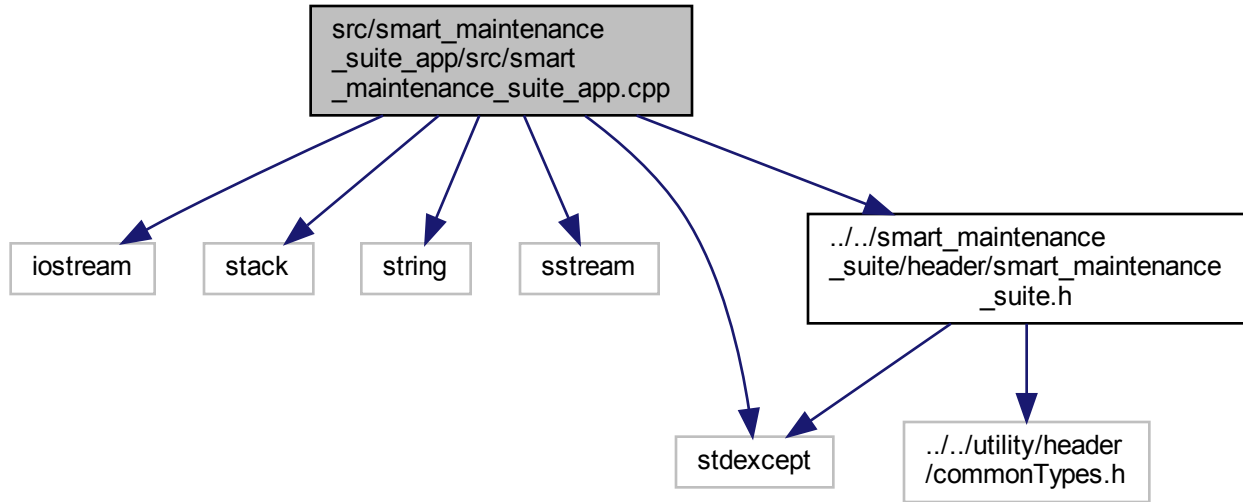 src/smart_maintenance
_suite_app/src/smart
_maintenance_suite_app.cpp
iostream
stack
string
sstream
../../smart_maintenance
_suite/header/smart_maintenance
_suite.h
stdexcept
../../utility/header
/commonTypes.h